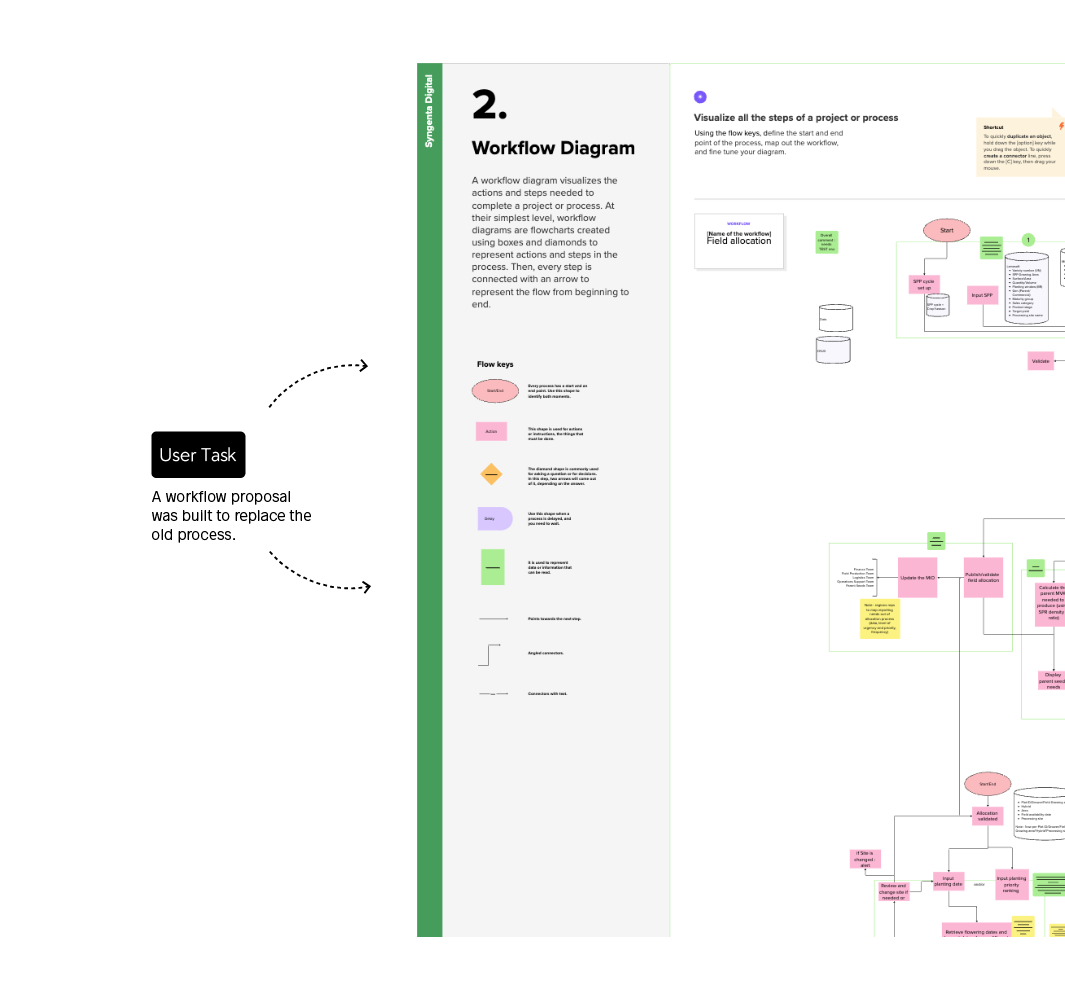 Syngenta Digital
2.
Workflow Diagram
A workflow diagram visualizes the
actions and steps needed to
complete a project or process. At
their simplest level, workflow
diagrams are flowcharts created
using boxes and diamonds to
represent actions and steps in the
process. Then, every step is
connected with an arrow to
represent the flow from beginning to
end.
Flow keys
Start/End
Every process has a start and an
end point. Use this shape to
identify both moments.
Action
This shape is used for actions
or instructions, the things that
must be done.
The diamond shape is commonly used
for asking a question or for decisions.
In this step, two arrows will come out
of it, depending on the answer.
Delay
Use this shape when a
process is delayed, and
you need to wait.
It is used to represent
data or information that
can be read.
Points towards the next step.
Angled connectors.
Connectors with text.
User Task
A workflow proposal
was built to replace the
old process.
Visualize all the steps of a project or process
Using the flow keys, define the start and end
point of the process, map out the workflow,
and fine tune your diagram.
Shortcut
To quickly duplicate an object,
hold down the [option] key while
you drag the object. To quickly
create a connector line, press
down the [C] key, then drag your
mouse.
WORKFLOW
[Name of the workflow]
Field allocation
Start
1
SPP cycle
set up
Input SPP
Validate
Update the MIO
Publish/validate
field allocation
Calculate the
parent MVK
needed to
Display
parent seed
needs
Start/End
Allocation
validated
If Site is
changed:
alert
Review and
change site if
needed or
Input
planting date
and/or
Input planting
priority
ranking
Retrieve flowering dates and